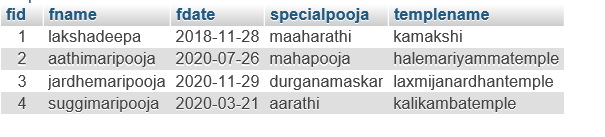 fid fname fdate specialpooja templename
1 lakshadeepa 2018-11-28 maaharathi kamakshi
2 aathimaripooja 2020-07-26 mahapooja halemariyammatemple
3 jardhemaripooja 2020-11-29 durganamaskar laxmijanardhantemple
4 suggimaripooja 2020-03-21 aarathi kalikambatemple